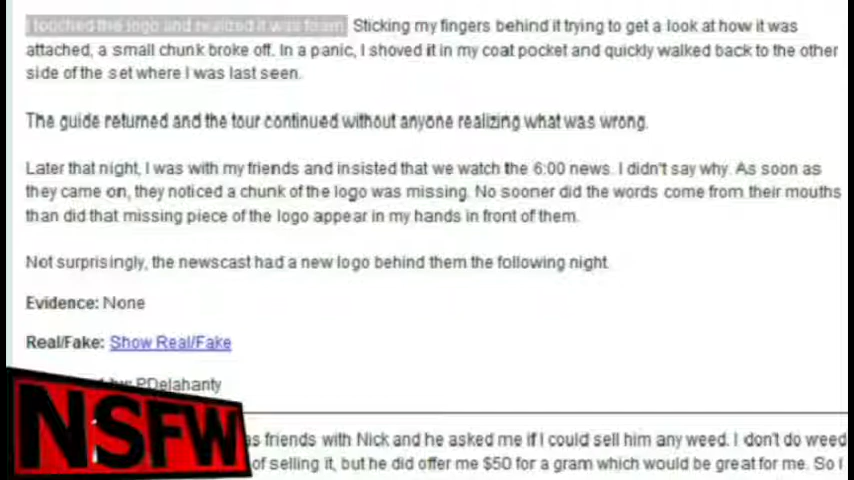 I touched the logo and realized it was foam. Sticking my fingers behind it trying to get a look at how it was
attached, a small chunk broke off. In a panic, I shoved it in my coat pocket and quickly walked back to the other
side of the set where I was last seen.
The guide returned and the tour continued without anyone realizing what was wrong.
Later that night, I was with my friends and insisted that we watch the 6:00 news. I didn't say why. As soon as
they came on, they noticed a chunk of the logo was missing. No sooner did the words come from their mouths
than did that missing piece of the logo appear in my hands in front of them.
Not surprisingly, the newscast had a new logo behind them the following night.
Evidence: None
Real/Fake: Show Real/Fake
PDelahanty
NSFW
as friends with Nick and he asked me if I could sell him any weed. I don't do weed
of selling it, but he did offer me $50 for a gram which would be great for me. So I